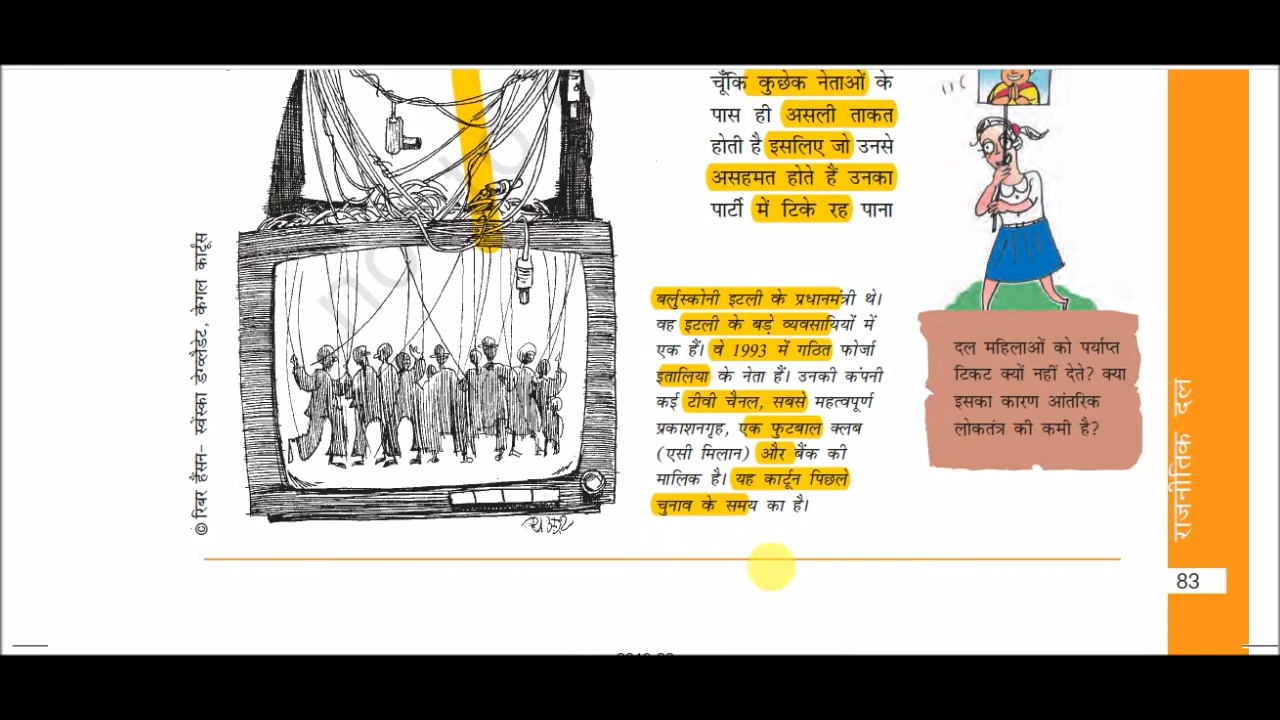 चूँकि कुछेक नेताओं के
पास ही असली ताकत
होती है इसलिए जो उनसे
असहमत होते हैं उनका
पार्टी में टिके रह पाना
© रिबर हैंसन- स्वेंस्का डेग्ब्लैडेट, केगल कार्टूंस
बर्लुस्कोनी इटली के प्रधानमंत्री थे।
वह इटली के बड़े व्यवसायियों में
एक हैं। वे 1993 में गठित फोर्जा
इतालिया के नेता हैं। उनकी कंपनी
कई टीवी चैनल, सबसे महत्वपूर्ण
प्रकाशनगृह, एक फुटबाल क्लब
(एसी मिलान) और बैंक की
मालिक है। यह कार्टून पिछले
चुनाव के समय का है।
दल महिलाओं को पर्याप्त
टिकट क्यों नहीं देते? क्या
इसका कारण आंतरिक
लोकतंत्र की कमी है?
राजनीतिक दल
83